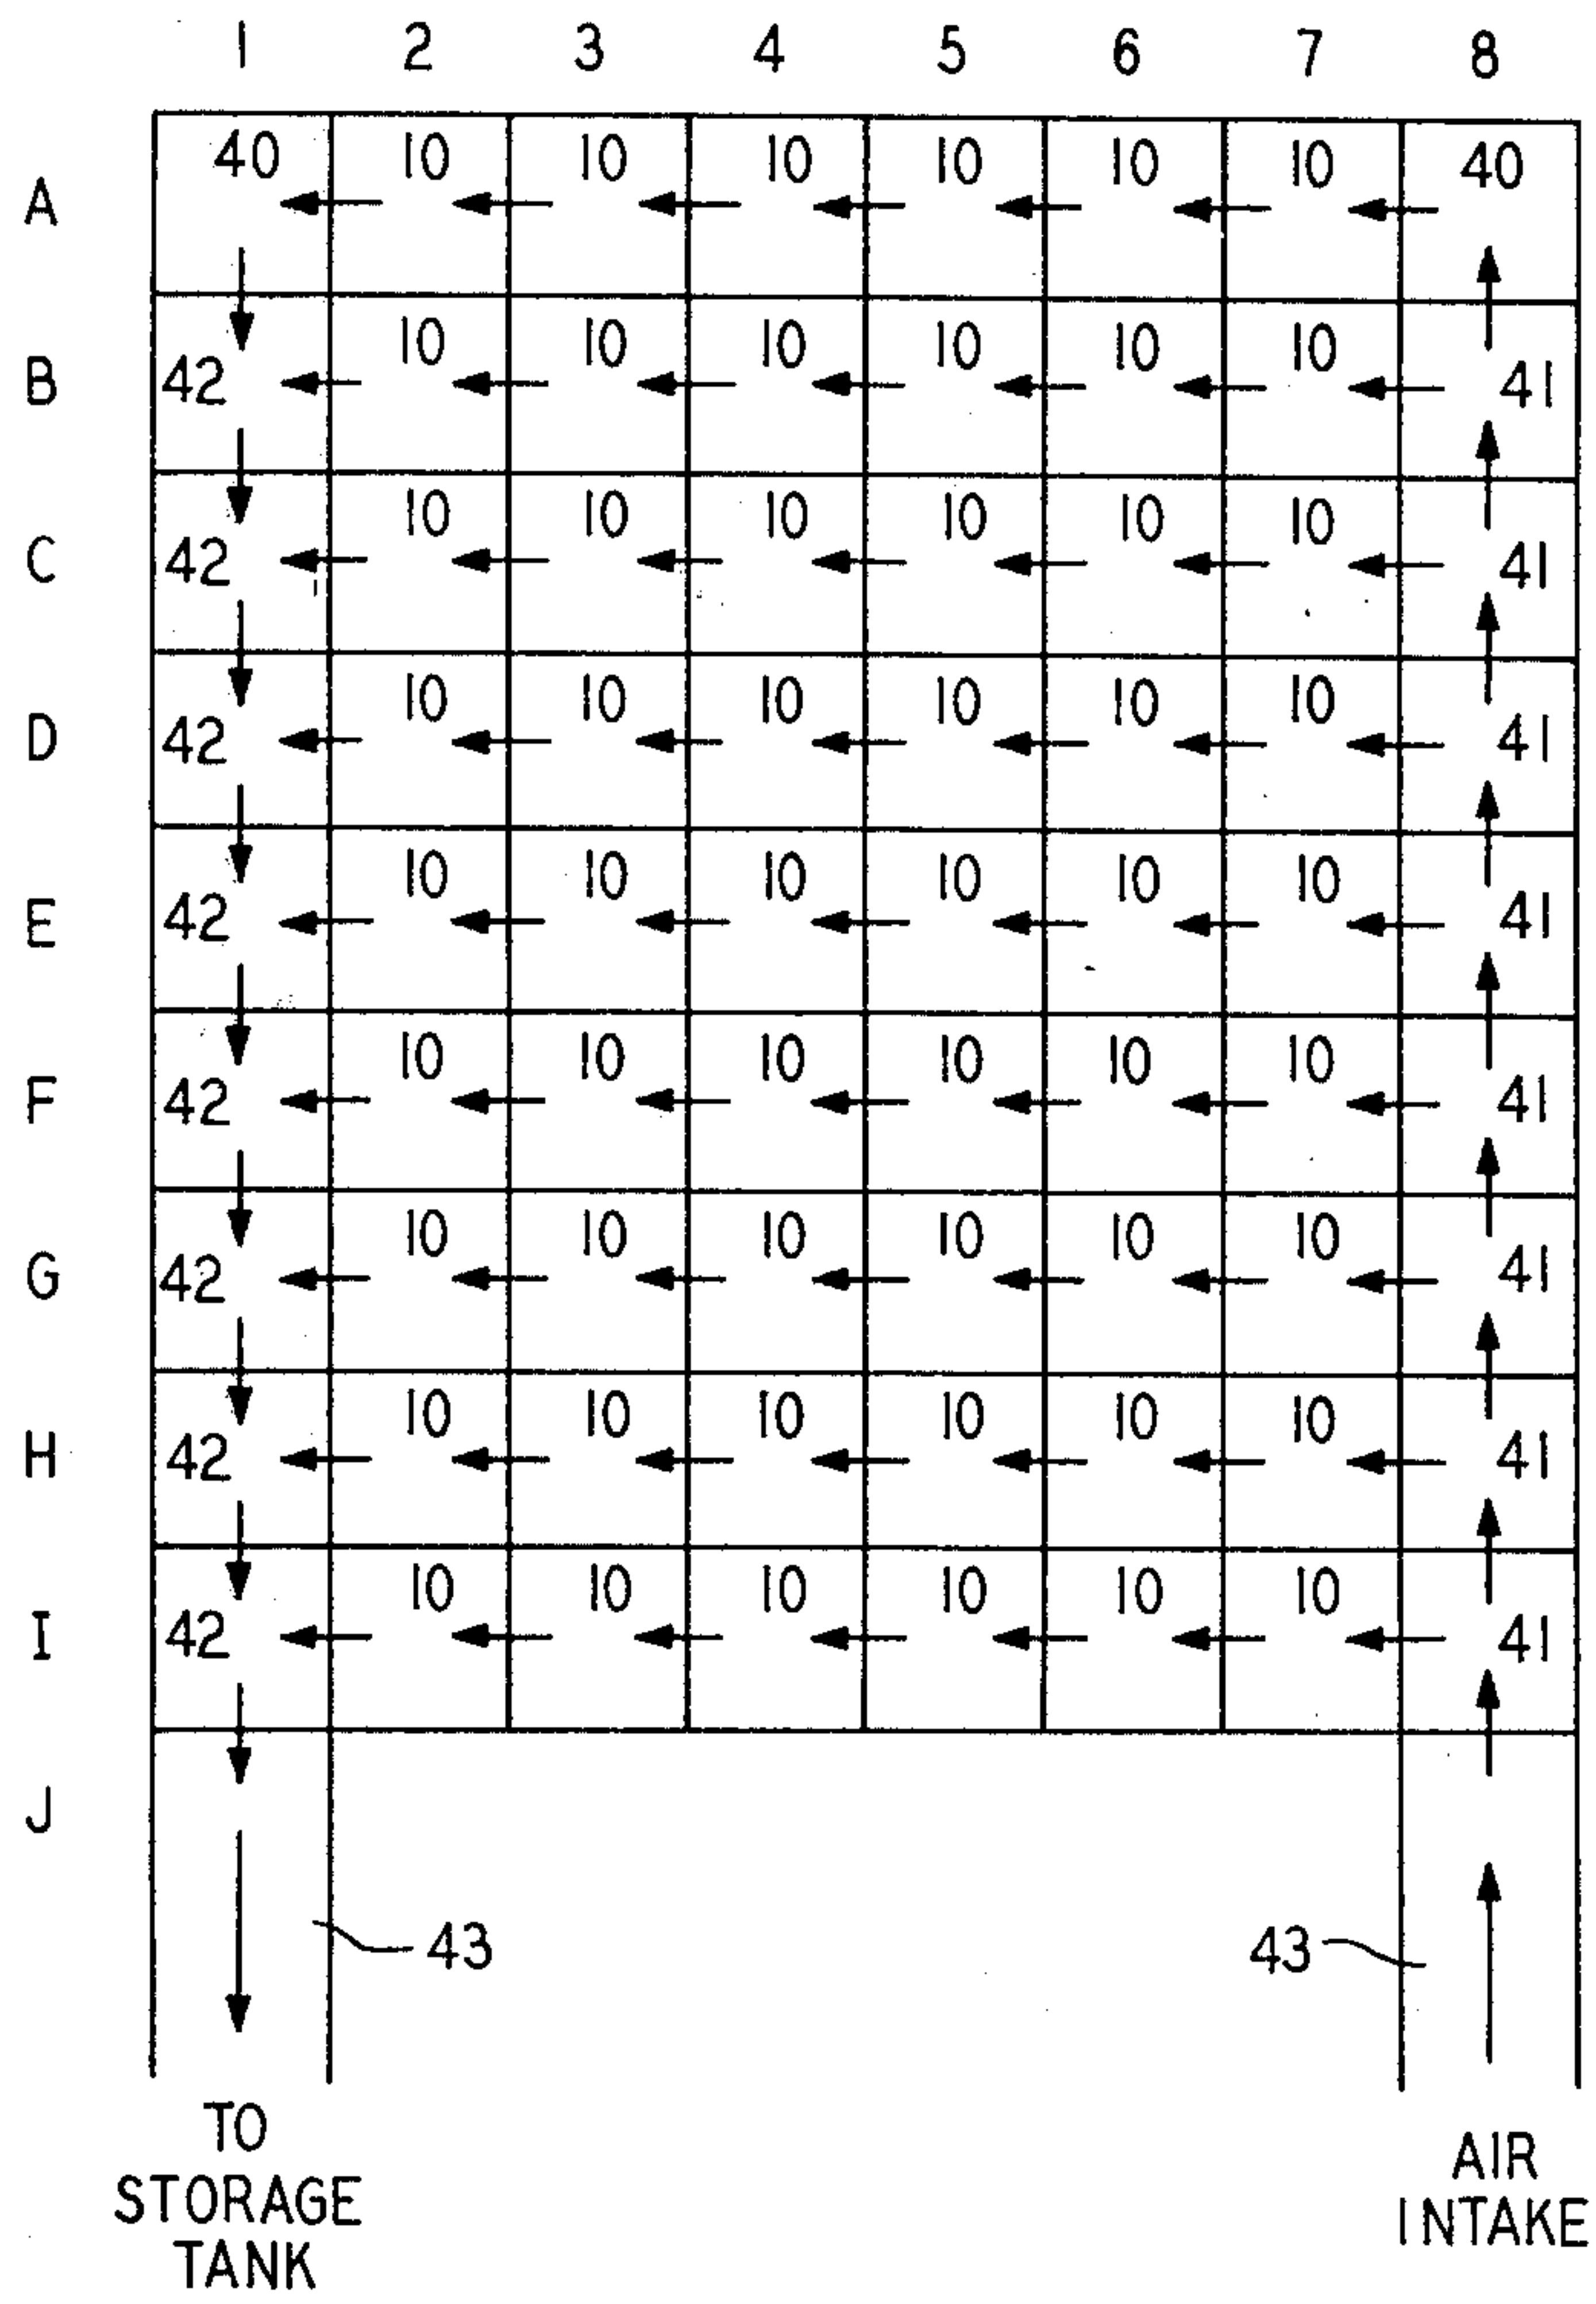 1 2 3 4 5 6 7 8
A 40 10 10 10 10 10 10 40
B 42 10 10 10 10 10 10 41
C 42 10 10 10 10 10 10 41
D 42 10 10 10 10 10 10 41
E 42 10 10 10 10 10 10 41
F 42 10 10 10 10 10 10 41
G 42 10 10 10 10 10 10 41
H 42 10 10 10 10 10 10 41
I 42 10 10 10 10 10 10 41
J
43 43
TO
STORAGE
TANK
AIR
INTAKE